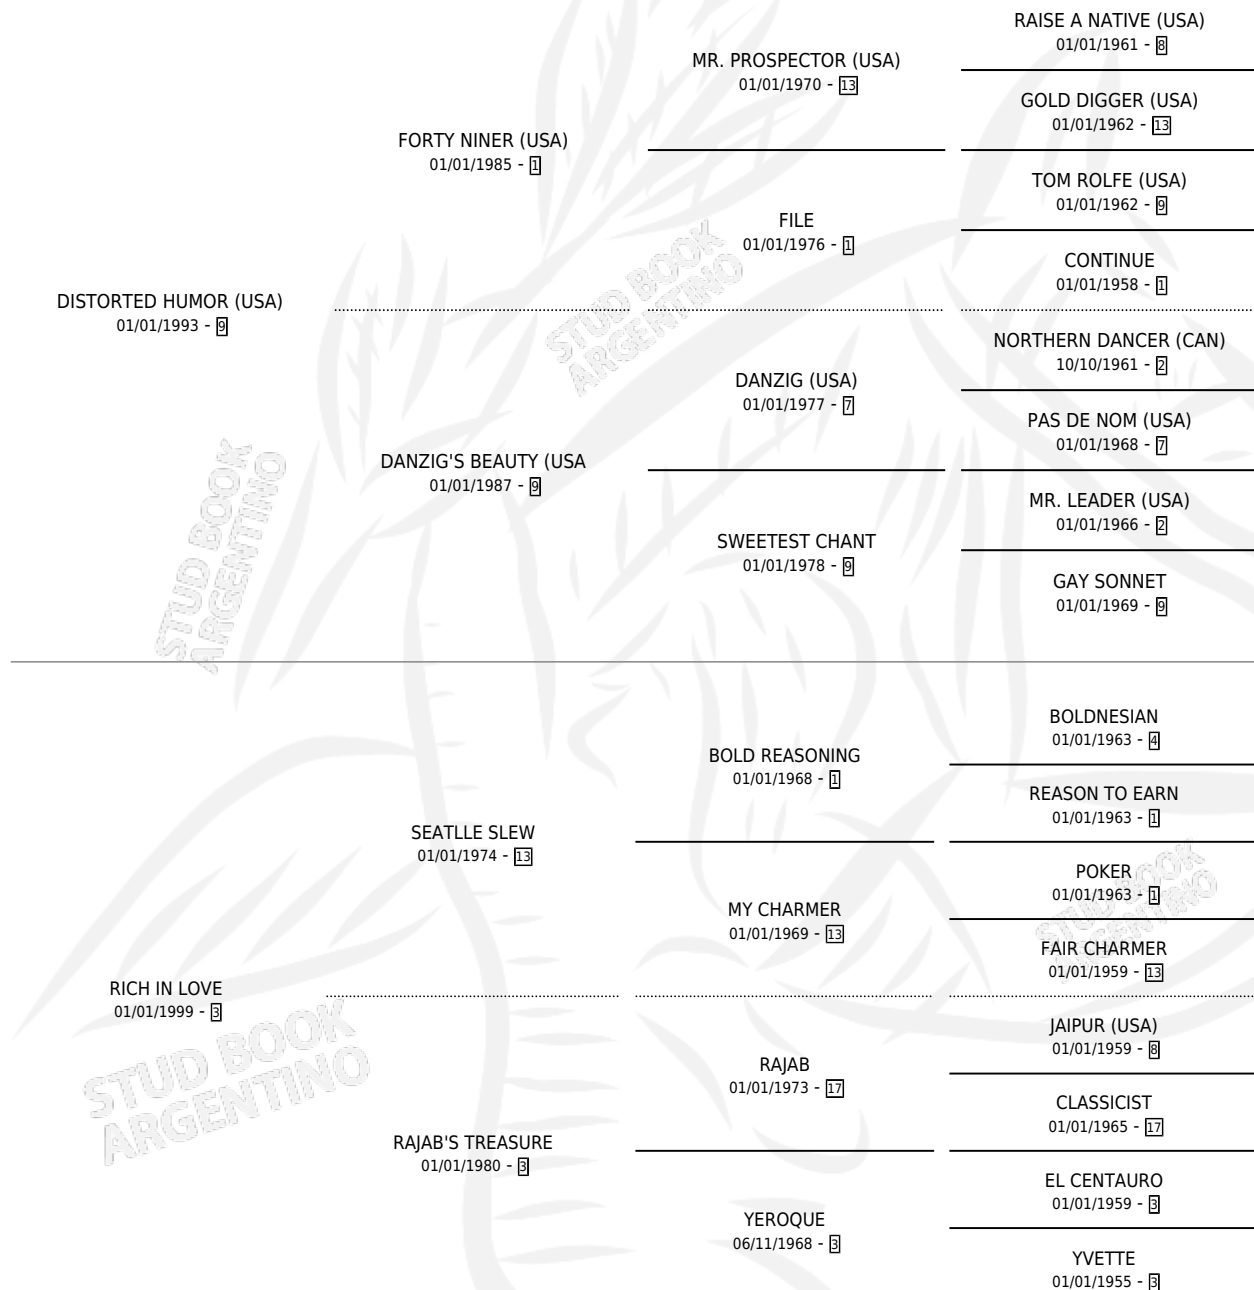 RAISE A NATIVE (USA)
01/01/1961 - 8
MR. PROSPECTOR (USA)
01/01/1970 - 13
GOLD DIGGER (USA)
01/01/1962 - 13
FORTY NINER (USA)
01/01/1985 - 1
TOM ROLFE (USA)
01/01/1962 - 9
FILE
01/01/1976 - 1
CONTINUE
01/01/1958 - 1
DISTORTED HUMOR (USA)
01/01/1993 - 9
NORTHERN DANCER (CAN)
10/10/1961 - 2
DANZIG (USA)
01/01/1977 - 7
PAS DE NOM (USA)
01/01/1968 - 7
DANZIG'S BEAUTY (USA
01/01/1987 - 9
MR. LEADER (USA)
01/01/1966 - 2
SWEETEST CHANT
01/01/1978 - 9
GAY SONNET
01/01/1969 - 9
BOLDNESIAN
01/01/1963 - 4
BOLD REASONING
01/01/1968 - 1
REASON TO EARN
01/01/1963 - 1
SEATLLE SLEW
01/01/1974 - 13
POKER
01/01/1963 - 1
MY CHARMER
01/01/1969 - 13
FAIR CHARMER
01/01/1959 - 13
RICH IN LOVE
01/01/1999 - 3
JAIPUR (USA)
01/01/1959 - 8
RAJAB
01/01/1973 - 17
CLASSICIST
01/01/1965 - 17
RAJAB'S TREASURE
01/01/1980 - 3
EL CENTAURO
01/01/1959 - 3
YEROQUE
06/11/1968 - 3
YVETTE
01/01/1955 - 3
STUD BOOK
ARGENTINO
STUD BOOK
ARGENTINO
STUD BOOK
ARGENTINO
STUD BOOK
ARGENTINO